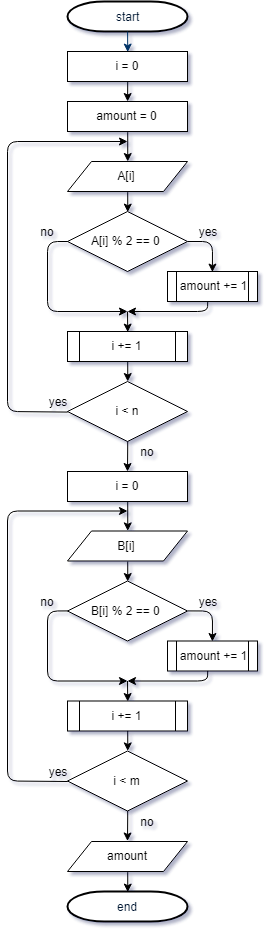 start
i = 0
amount = 0
A[i]
no
A[i] % 2 == 0
yes
amount += 1
i += 1
yes
i < n
no
i = 0
B[i]
no
B[i] % 2 == 0
yes
amount += 1
i += 1
yes
i < m
no
amount
end